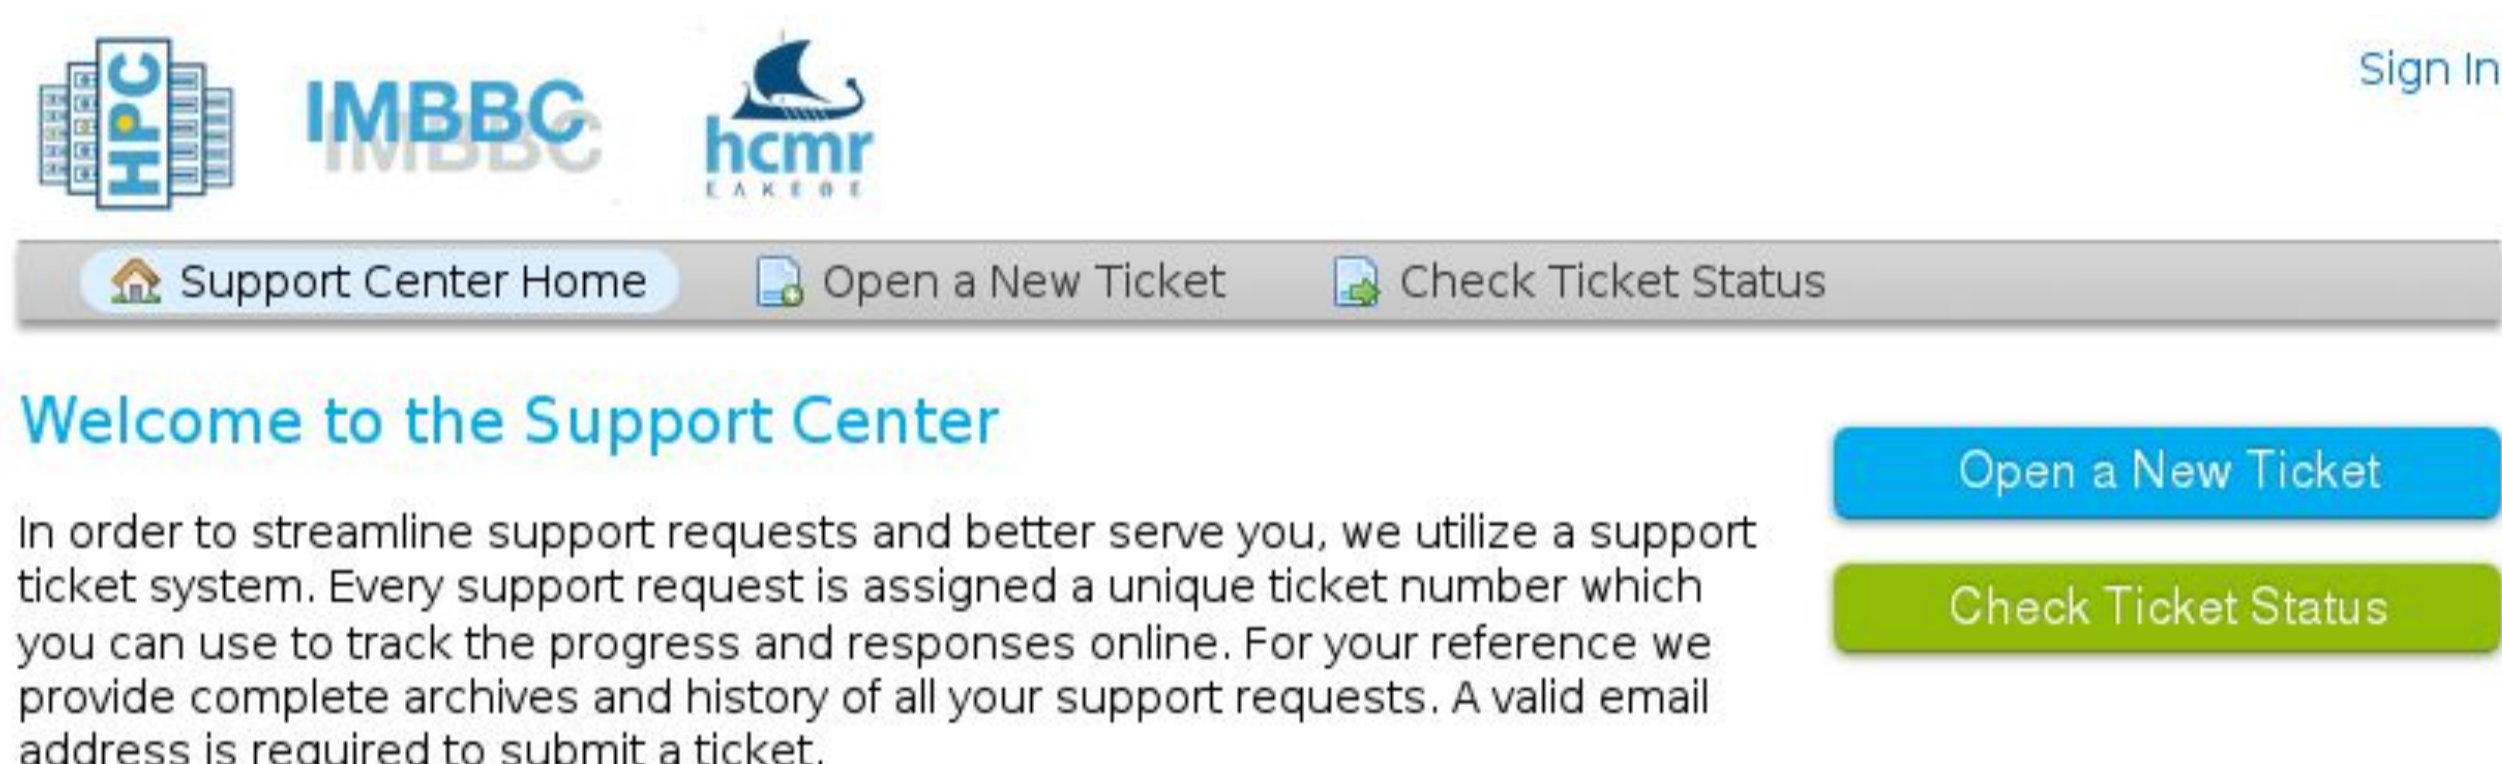 HPC
IMBBC
hcmr
ΕΛΚΕΘΕ
Sign In
Support Center Home
Open a New Ticket
Check Ticket Status
Welcome to the Support Center
In order to streamline support requests and better serve you, we utilize a support
ticket system. Every support request is assigned a unique ticket number which
you can use to track the progress and responses online. For your reference we
provide complete archives and history of all your support requests. A valid email
address is required to submit a ticket.
Open a New Ticket
Check Ticket Status